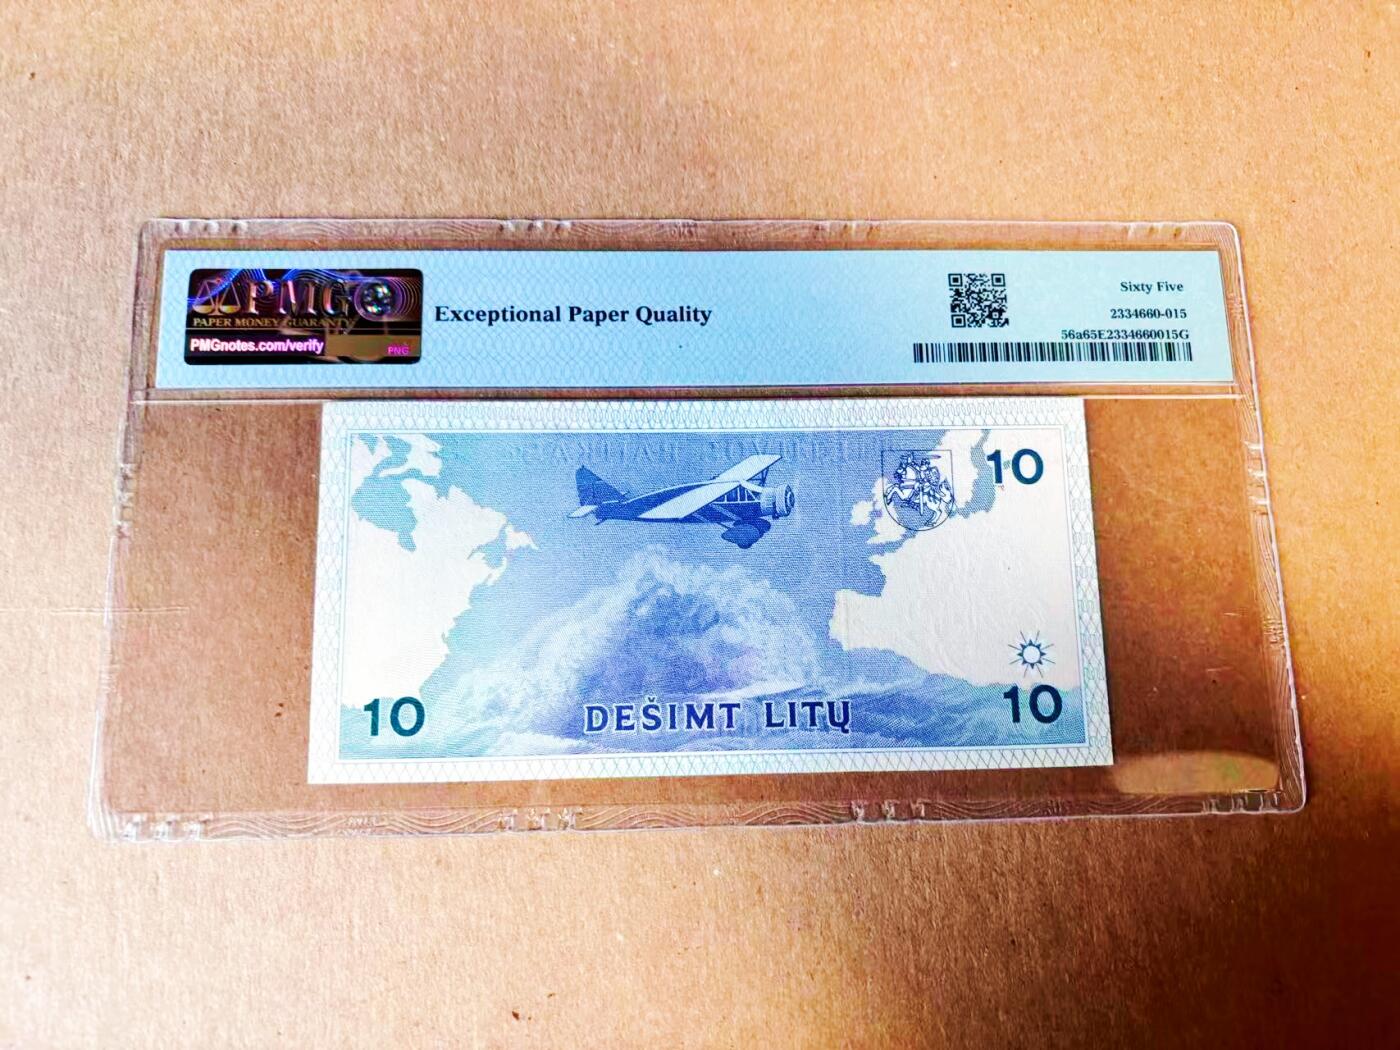 PMG
PAPER MONEY GUARANTY
PMGnotes.com/verify
PMG
Exceptional Paper Quality
Sixty Five
2334660-015
56a65E2334660015G
10
10
DEŠIMT LITŲ
10